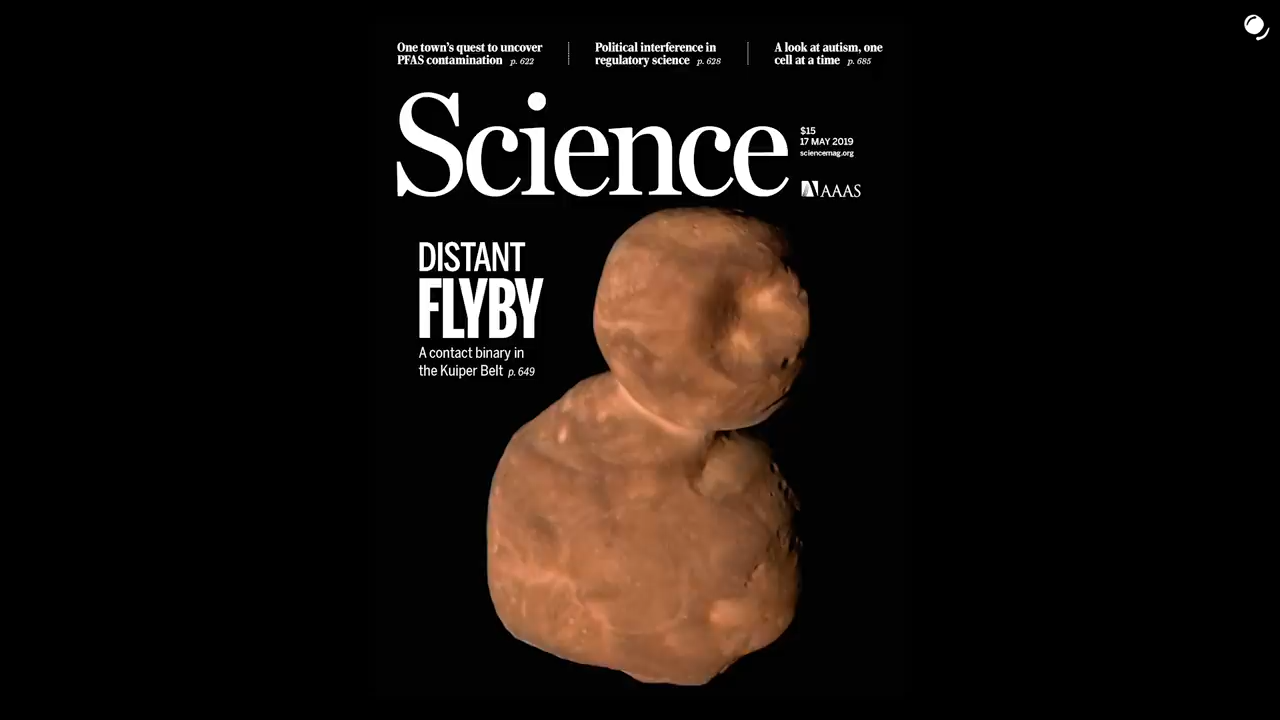 One town's quest to uncover
PFAS contamination p. 622
Political interference in
regulatory science p. 628
A look at autism, one
cell at a time p. 685
Science
$15
17 MAY 2019
sciencemag.org
AAAS
DISTANT
FLYBY
A contact binary in
the Kuiper Belt p. 649